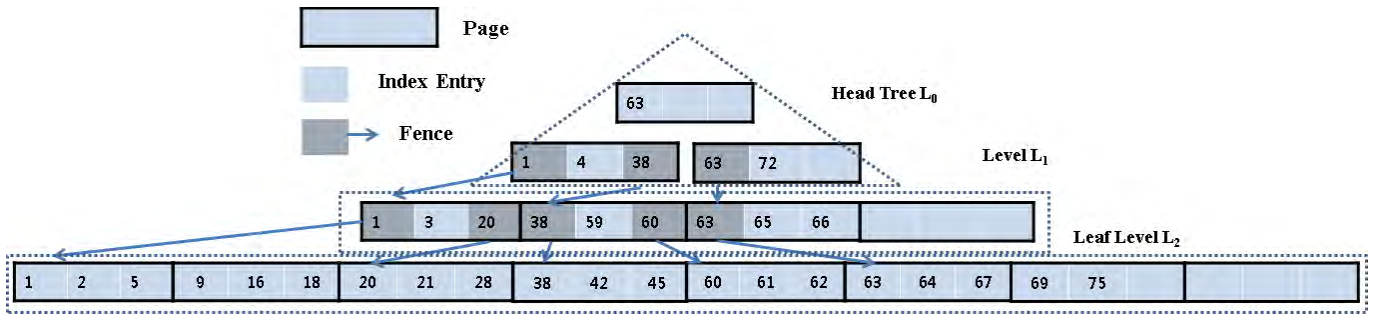 Page
Index Entry
Fence
Head Tree L0
63
Level L1
1 4 38 63 72
1 3 20 38 59 60 63 65 66
Leaf Level L2
1 2 5 9 16 18 20 21 28 38 42 45 60 61 62 63 64 67 69 75